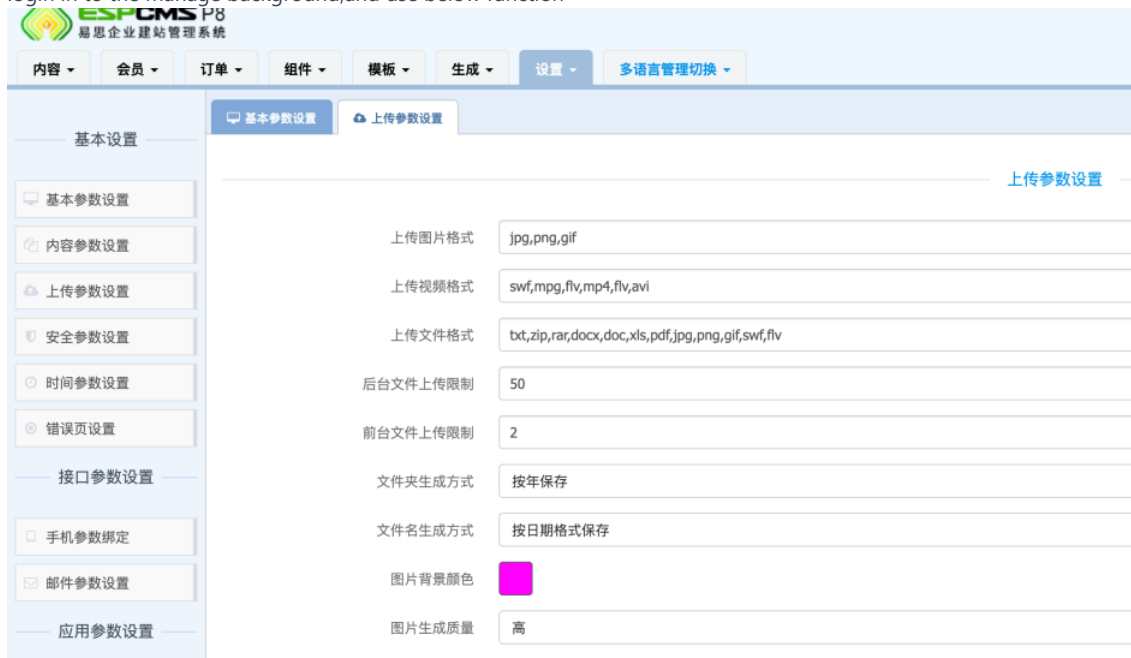 login in to the manage background,and use below function
ESPCMS P8
易思企业建站管理系统
内容 会员 订单 组件 模板 生成 设置 多语言管理切换
基本设置
基本参数设置
内容参数设置
上传参数设置
安全参数设置
时间参数设置
错误页设置
接口参数设置
手机参数绑定
邮件参数设置
应用参数设置
基本参数设置 上传参数设置
上传参数设置
上传图片格式 jpg,png,gif
上传视频格式 swf,mpg,flv,mp4,flv,avi
上传文件格式 txt,zip,rar,docx,doc,xls,pdf,jpg,png,gif,swf,flv
后台文件上传限制 50
前台文件上传限制 2
文件夹生成方式 按年保存
文件名生成方式 按日期格式保存
图片背景颜色
图片生成质量 高